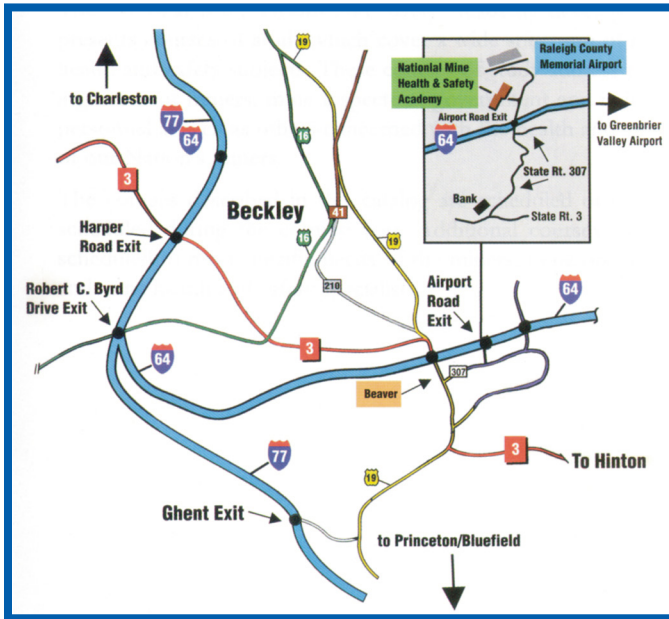 to Charleston
77
64
3
Harper
Road Exit
Robert C. Byrd
Drive Exit
64
77
Ghent Exit
19
16
Beckley
41
16
19
210
3
Airport
Road
Exit
64
307
Beaver
3
To Hinton
19
to Princeton/Bluefield
Nationlal Mine
Health & Safety
Academy
Raleigh County
Memorial Airport
Airport Road Exit
64
to Greenbrier
Valley Airport
State Rt. 307
Bank
State Rt. 3